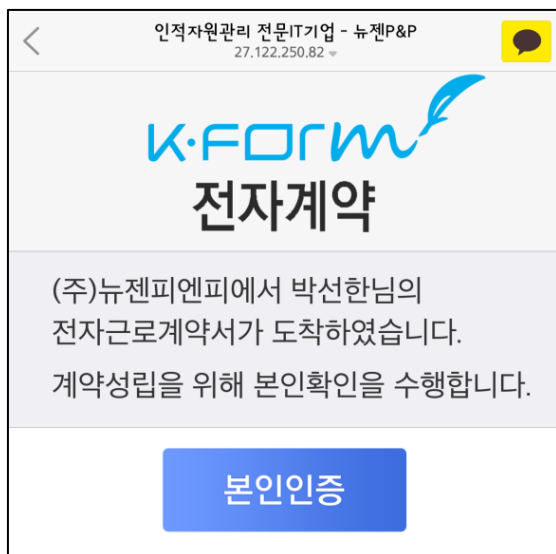 인적자원관리 전문IT기업 - 뉴젠P&P
27.122.250.82
K·FORM
전자계약
(주)뉴젠피엔피에서 박선한님의
전자근로계약서가 도착하였습니다.
계약성립을 위해 본인확인을 수행합니다.
본인인증